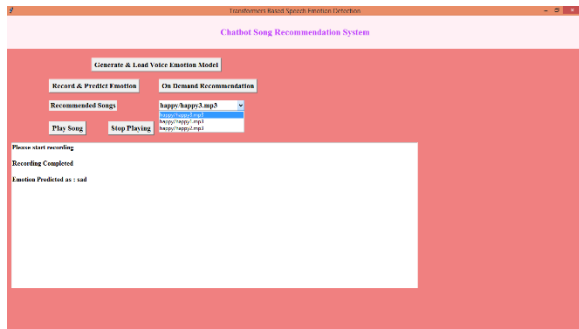 Transformers Based Speech Emotion Detection
Chatbot Song Recommendation System
Generate & Load Voice Emotion Model
Record & Predict Emotion On Demand Recommendation
Recommended Songs happy/happy3.mp3
happy/happy3.mp3
happy/happy1.mp3
Play Song Stop Playing happy/happy2.mp3
Please start recording
Recording Completed
Emotion Predicted as : sad